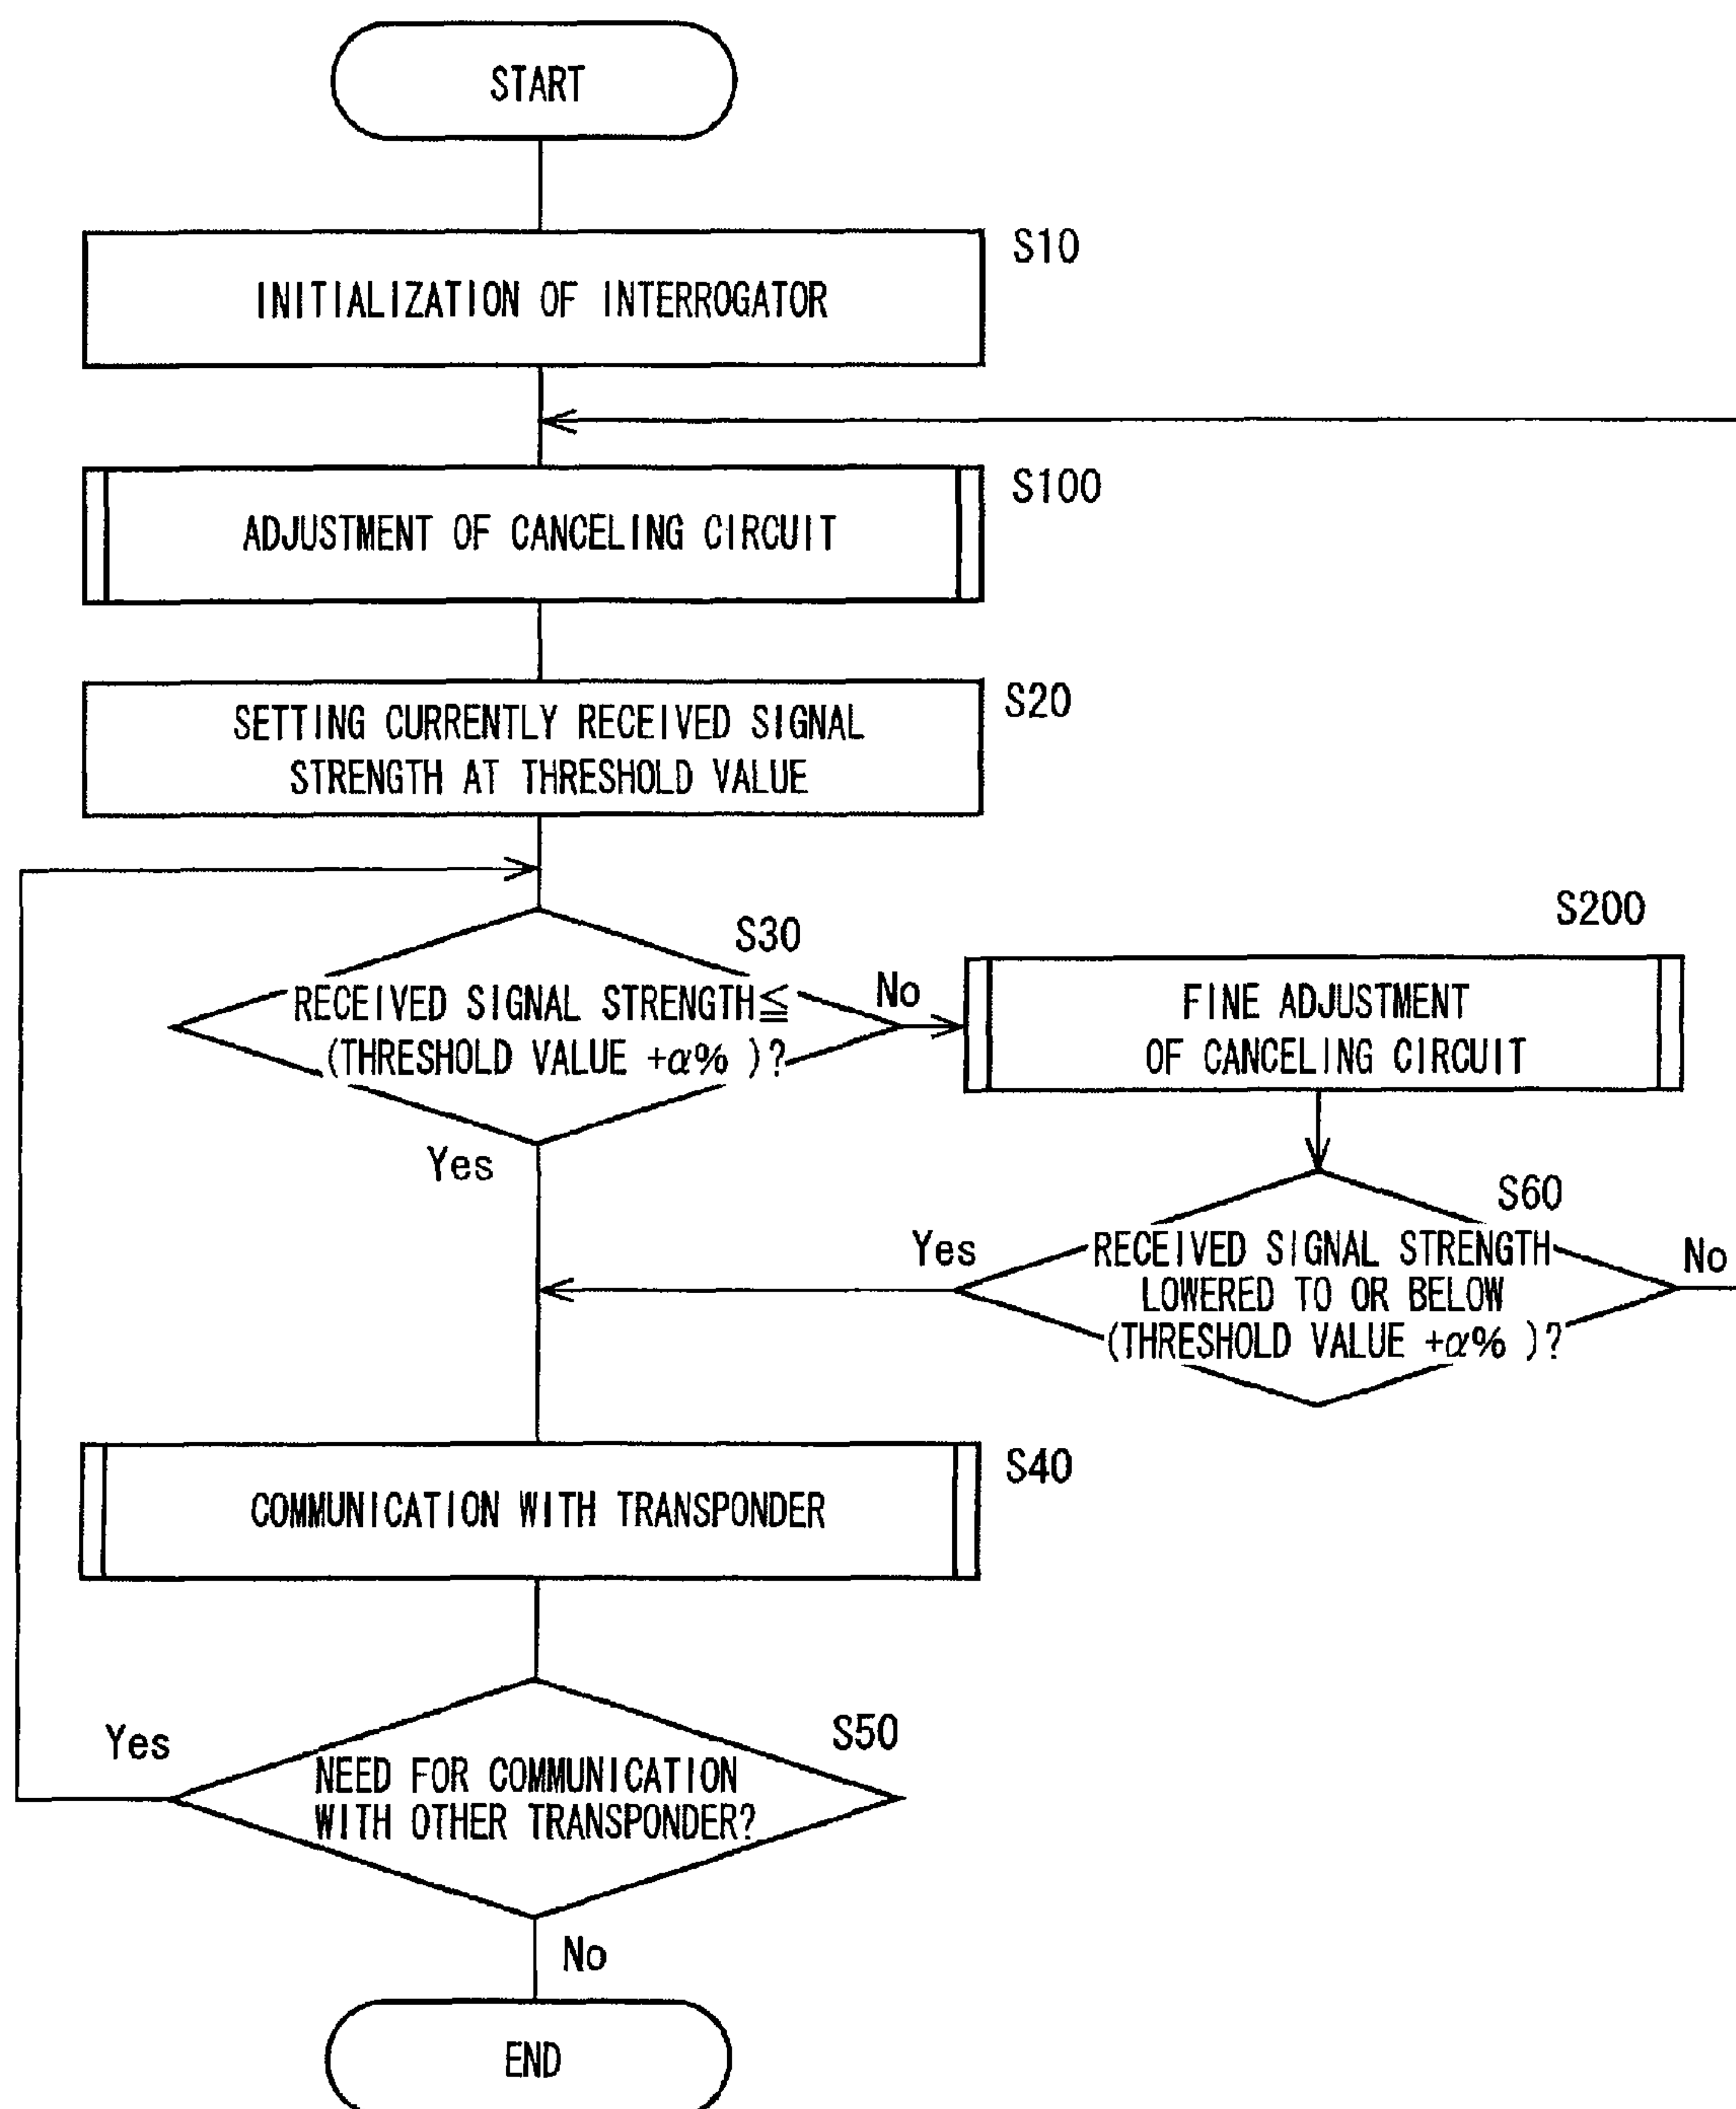 START
S10
INITIALIZATION OF INTERROGATOR
S100
ADJUSTMENT OF CANCELING CIRCUIT
S20
SETTING CURRENTLY RECEIVED SIGNAL
STRENGTH AT THRESHOLD VALUE
S30
RECEIVED SIGNAL STRENGTH≦
(THRESHOLD VALUE +α% )?
No
Yes
S200
FINE ADJUSTMENT
OF CANCELING CIRCUIT
S60
Yes
RECEIVED SIGNAL STRENGTH
LOWERED TO OR BELOW
(THRESHOLD VALUE +α% )?
No
S40
COMMUNICATION WITH TRANSPONDER
S50
Yes
NEED FOR COMMUNICATION
WITH OTHER TRANSPONDER?
No
END